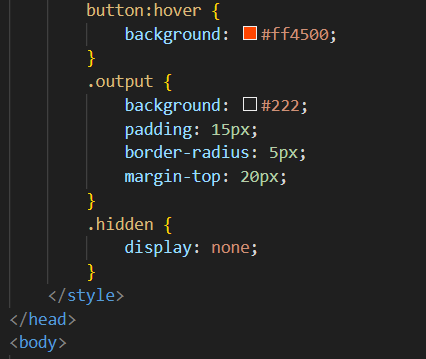 button:hover {
background: #ff4500;
}
.output {
background: #222;
padding: 15px;
border-radius: 5px;
margin-top: 20px;
}
.hidden {
display: none;
}
</style>
</head>
<body>